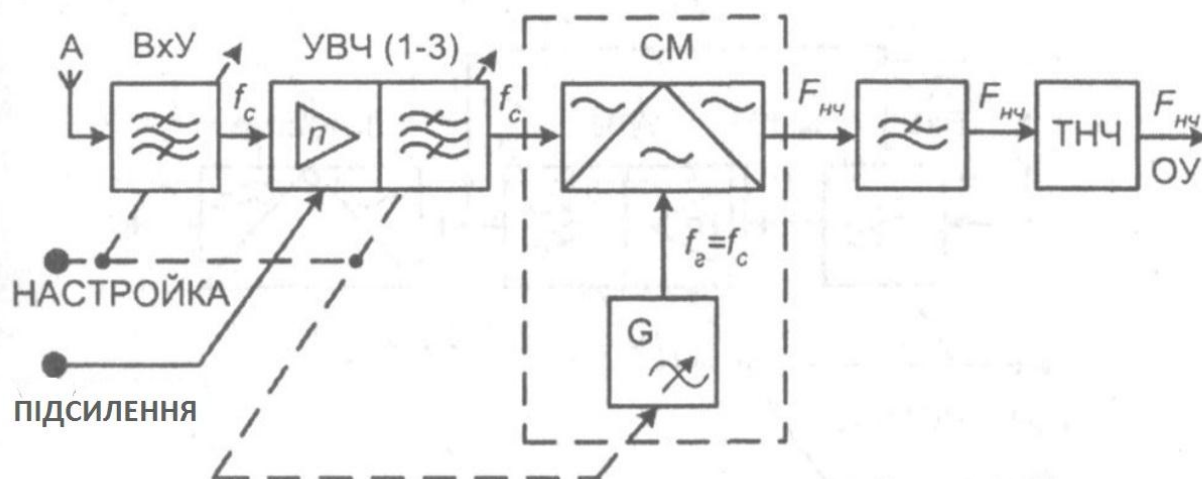 А
ВхУ
УВЧ (1-3)
СМ
f_c
n
f_c
F_нч
F_нч
ТНЧ
F_нч
ОУ
f_г=f_c
НАСТРОЙКА
G
ПІДСИЛЕННЯ